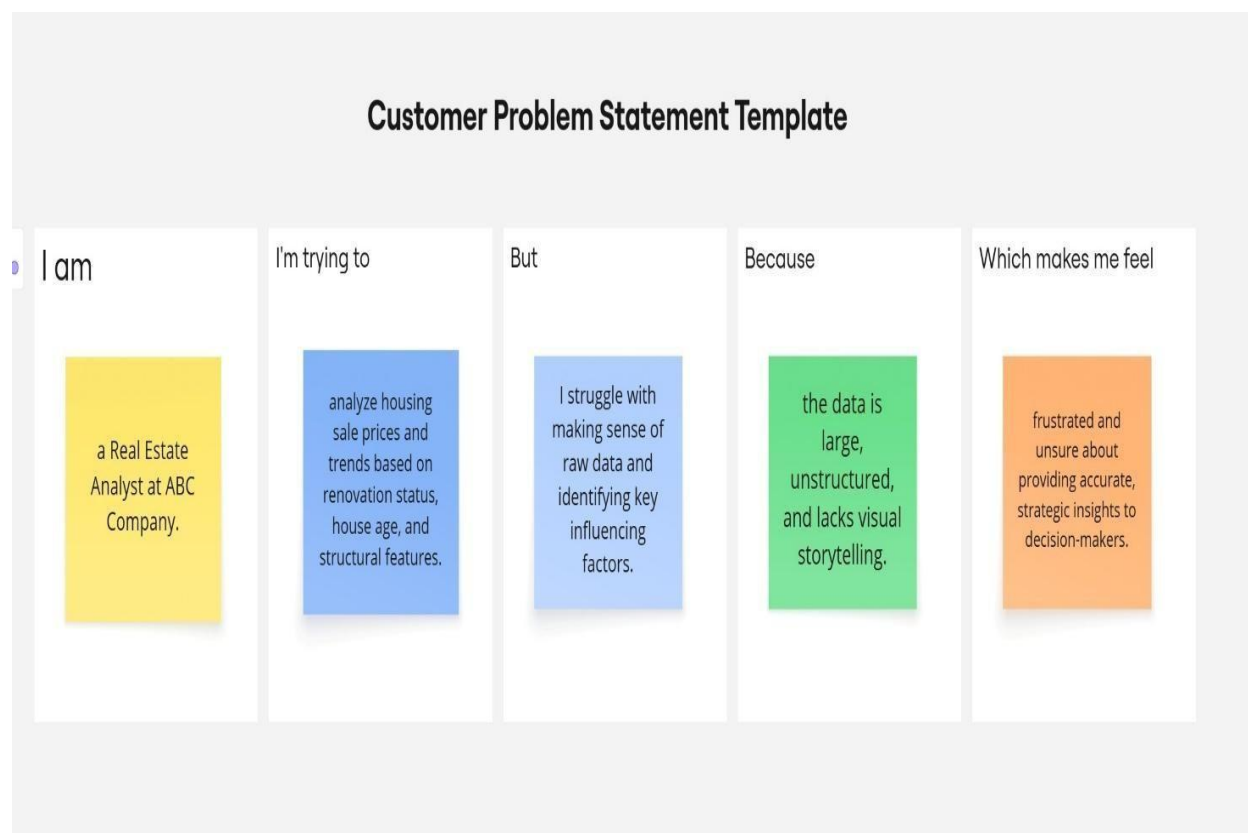 Customer Problem Statement Template
I am
a Real Estate
Analyst at ABC
Company.
I'm trying to
analyze housing
sale prices and
trends based on
renovation status,
house age, and
structural features.
But
I struggle with
making sense of
raw data and
identifying key
influencing
factors.
Because
the data is
large,
unstructured,
and lacks visual
storytelling.
Which makes me feel
frustrated and
unsure about
providing accurate,
strategic insights to
decision-makers.